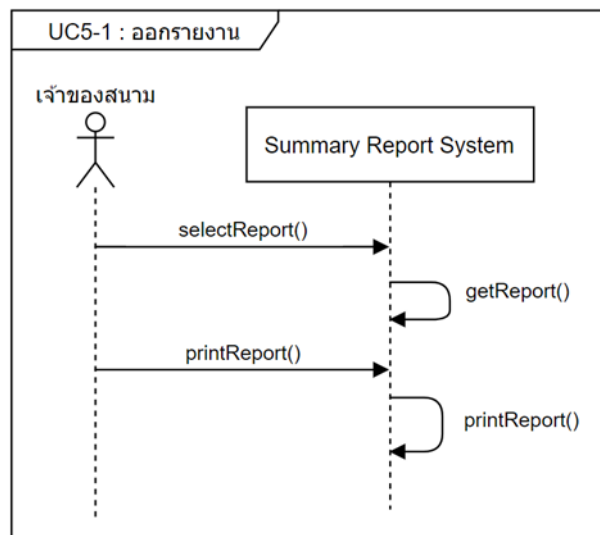 UC5-1 : ออกรายงาน
เจ้าของสนาม
Summary Report System
selectReport()
getReport()
printReport()
printReport()